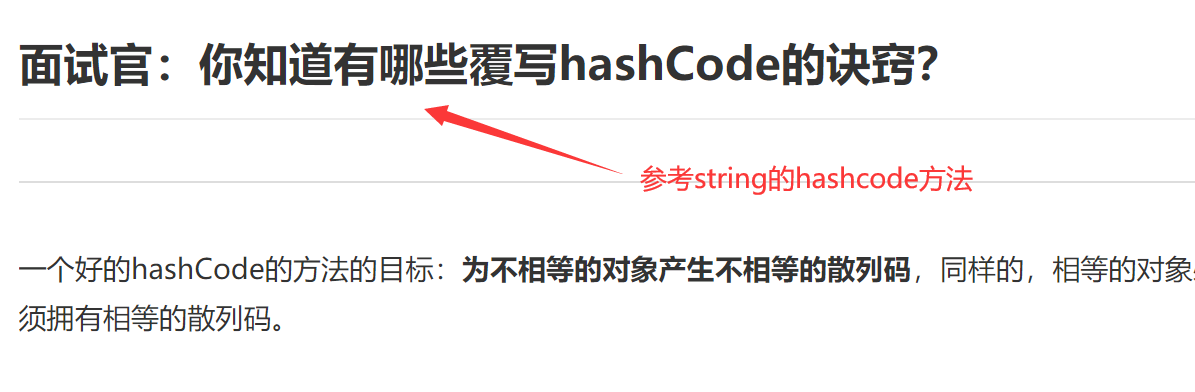 面试官：你知道有哪些覆写hashCode的诀窍？
参考string的hashcode方法
一个好的hashCode的方法的目标：为不相等的对象产生不相等的散列码，同样的，相等的对象
须拥有相等的散列码。